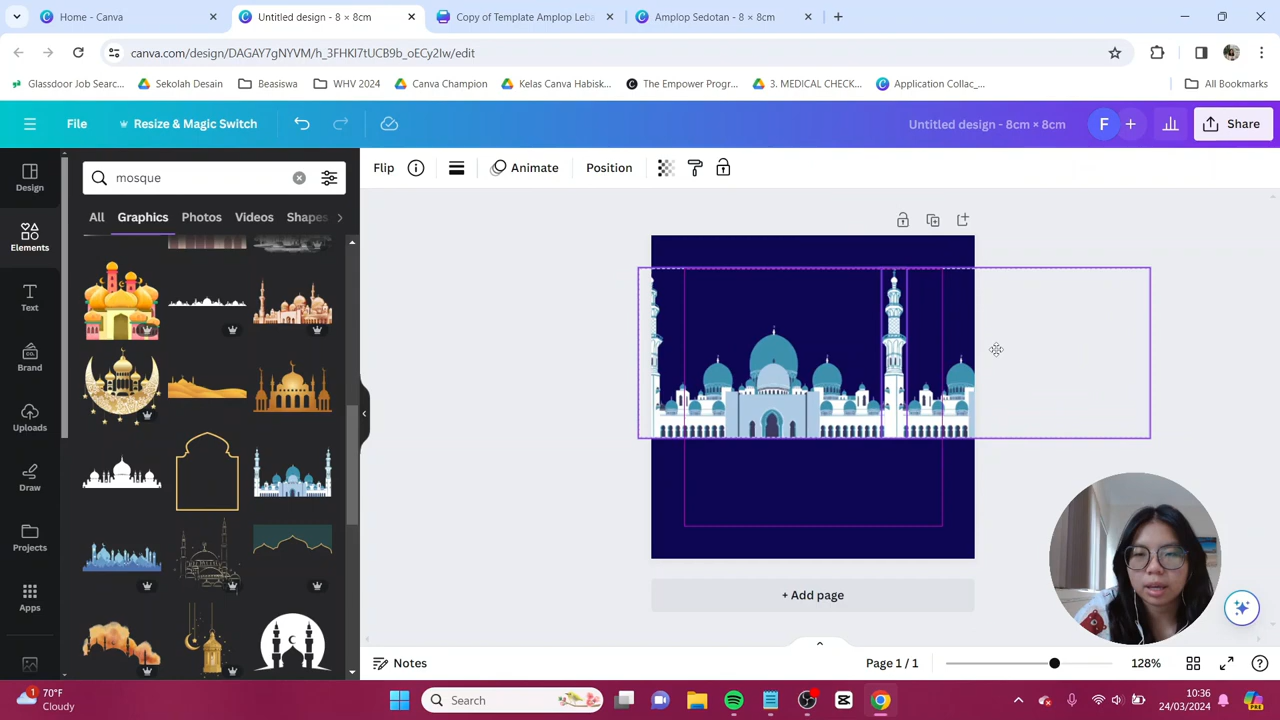 Home - Canva
Untitled design - 8 × 8cm
Copy of Template Amplop Leba
Amplop Sedotan - 8 × 8cm
canva.com/design/DAGAY7gNYVM/h_3FHKI7tUCB9b_oECy2Iw/edit
Glassdoor Job Searc...
Sekolah Desain
Beasiswa
WHV 2024
Canva Champion
Kelas Canva Habisk...
The Empower Progr...
3. MEDICAL CHECK...
Application Collac_...
All Bookmarks
File
Resize & Magic Switch
Untitled design - 8cm × 8cm
F
Share
Design
Elements
Text
Brand
Uploads
Draw
Projects
Apps
mosque
All
Graphics
Photos
Videos
Shapes
Flip
Animate
Position
+ Add page
Notes
Page 1 / 1
128%
1
70°F
Cloudy
Search
10:36
24/03/2024